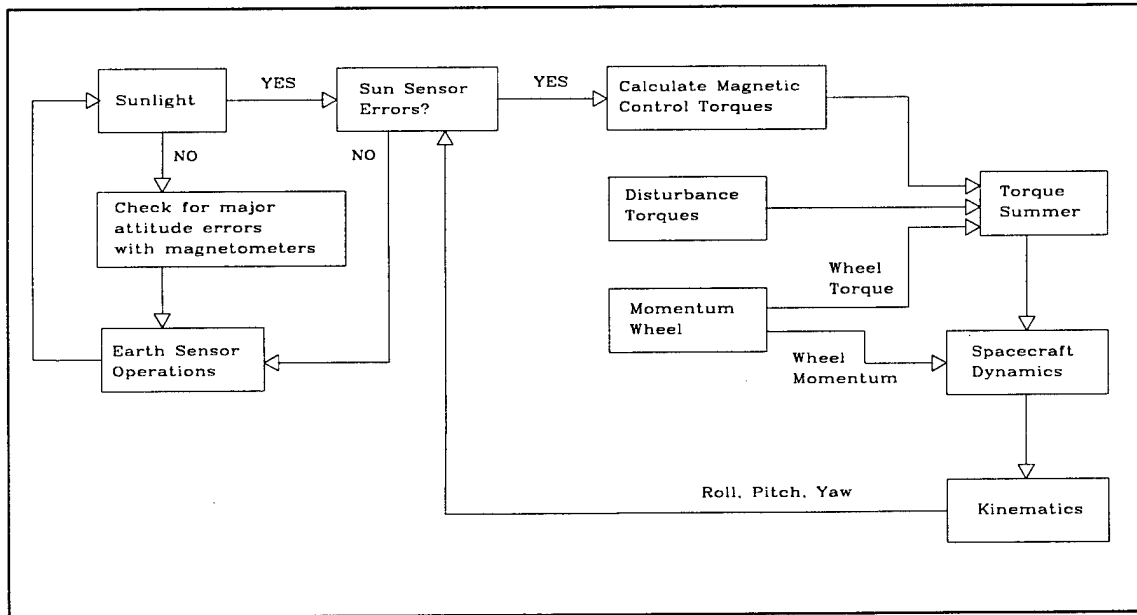 Sunlight
YES
Sun Sensor
Errors?
YES
Calculate Magnetic
Control Torques
NO
NO
Check for major
attitude errors
with magnetometers
Disturbance
Torques
Torque
Summer
Wheel
Torque
Momentum
Wheel
Earth Sensor
Operations
Wheel
Momentum
Spacecraft
Dynamics
Roll, Pitch, Yaw
Kinematics